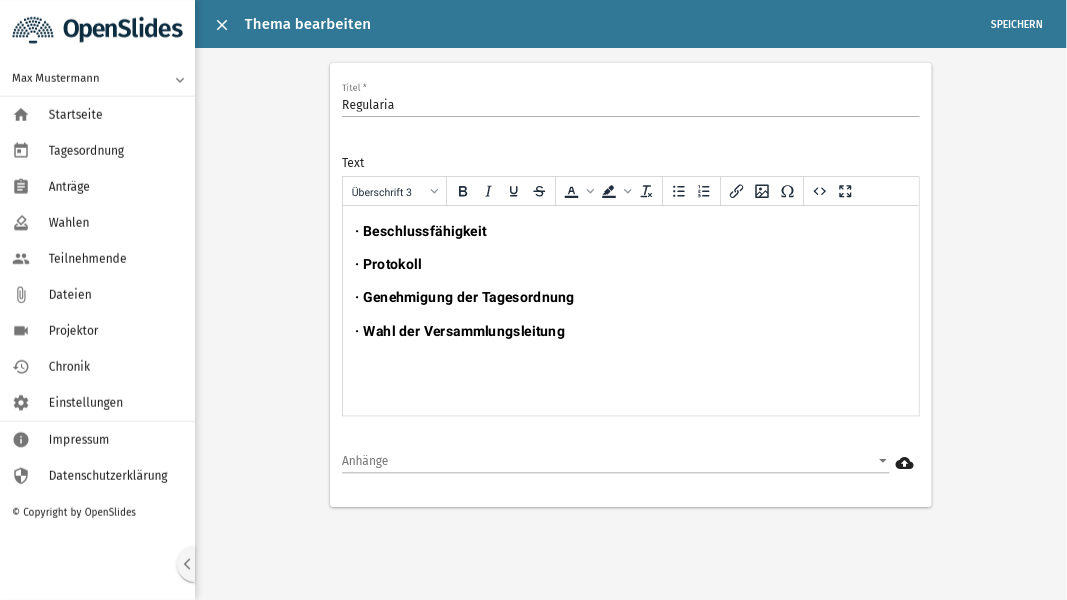 OpenSlides
Thema bearbeiten
SPEICHERN
Max Mustermann
Startseite
Tagesordnung
Anträge
Wahlen
Teilnehmende
Dateien
Projektor
Chronik
Einstellungen
Impressum
Datenschutzerklärung
© Copyright by OpenSlides
Titel *
Regularia
Text
Überschrift 3
· Beschlussfähigkeit
· Protokoll
· Genehmigung der Tagesordnung
· Wahl der Versammlungsleitung
Anhänge